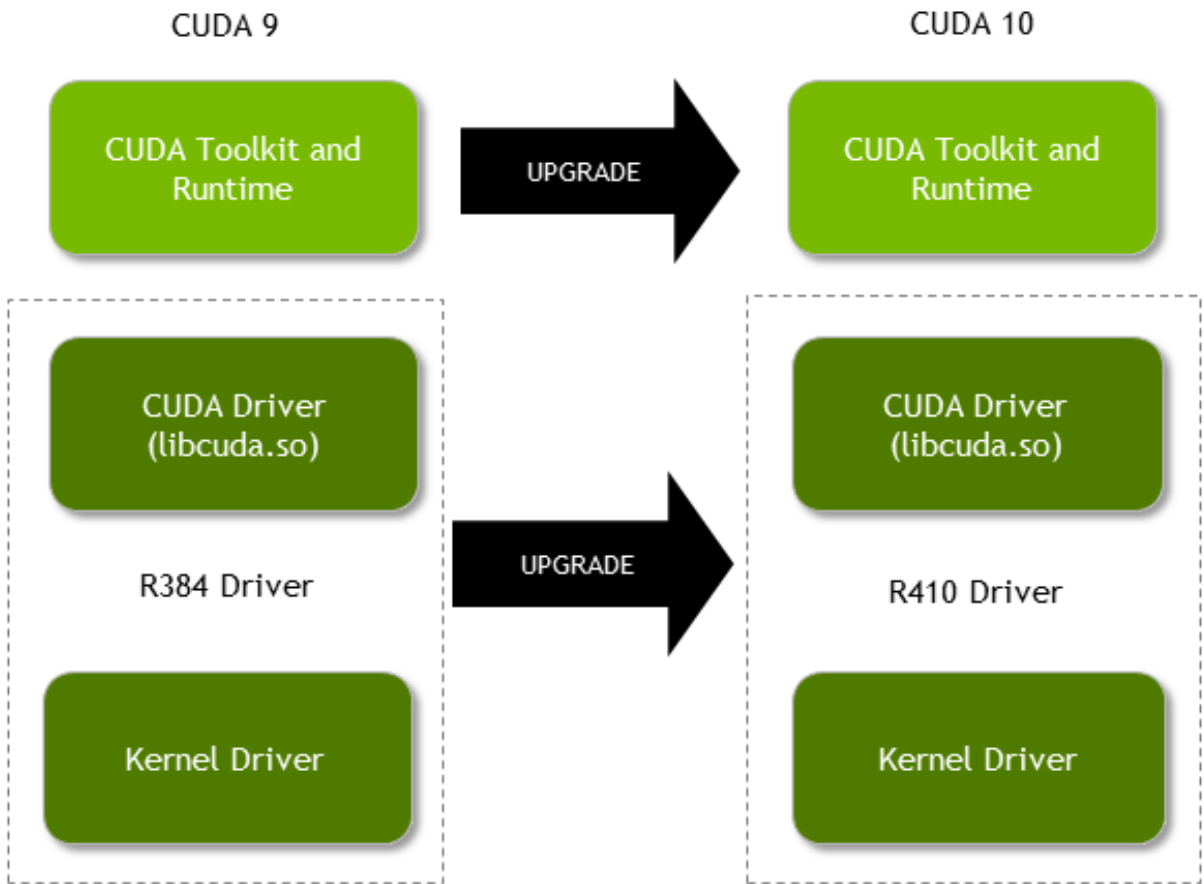 CUDA 9
CUDA 10
CUDA Toolkit and
Runtime
UPGRADE
CUDA Toolkit and
Runtime
CUDA Driver
(libcuda.so)
CUDA Driver
(libcuda.so)
R384 Driver
UPGRADE
R410 Driver
Kernel Driver
Kernel Driver